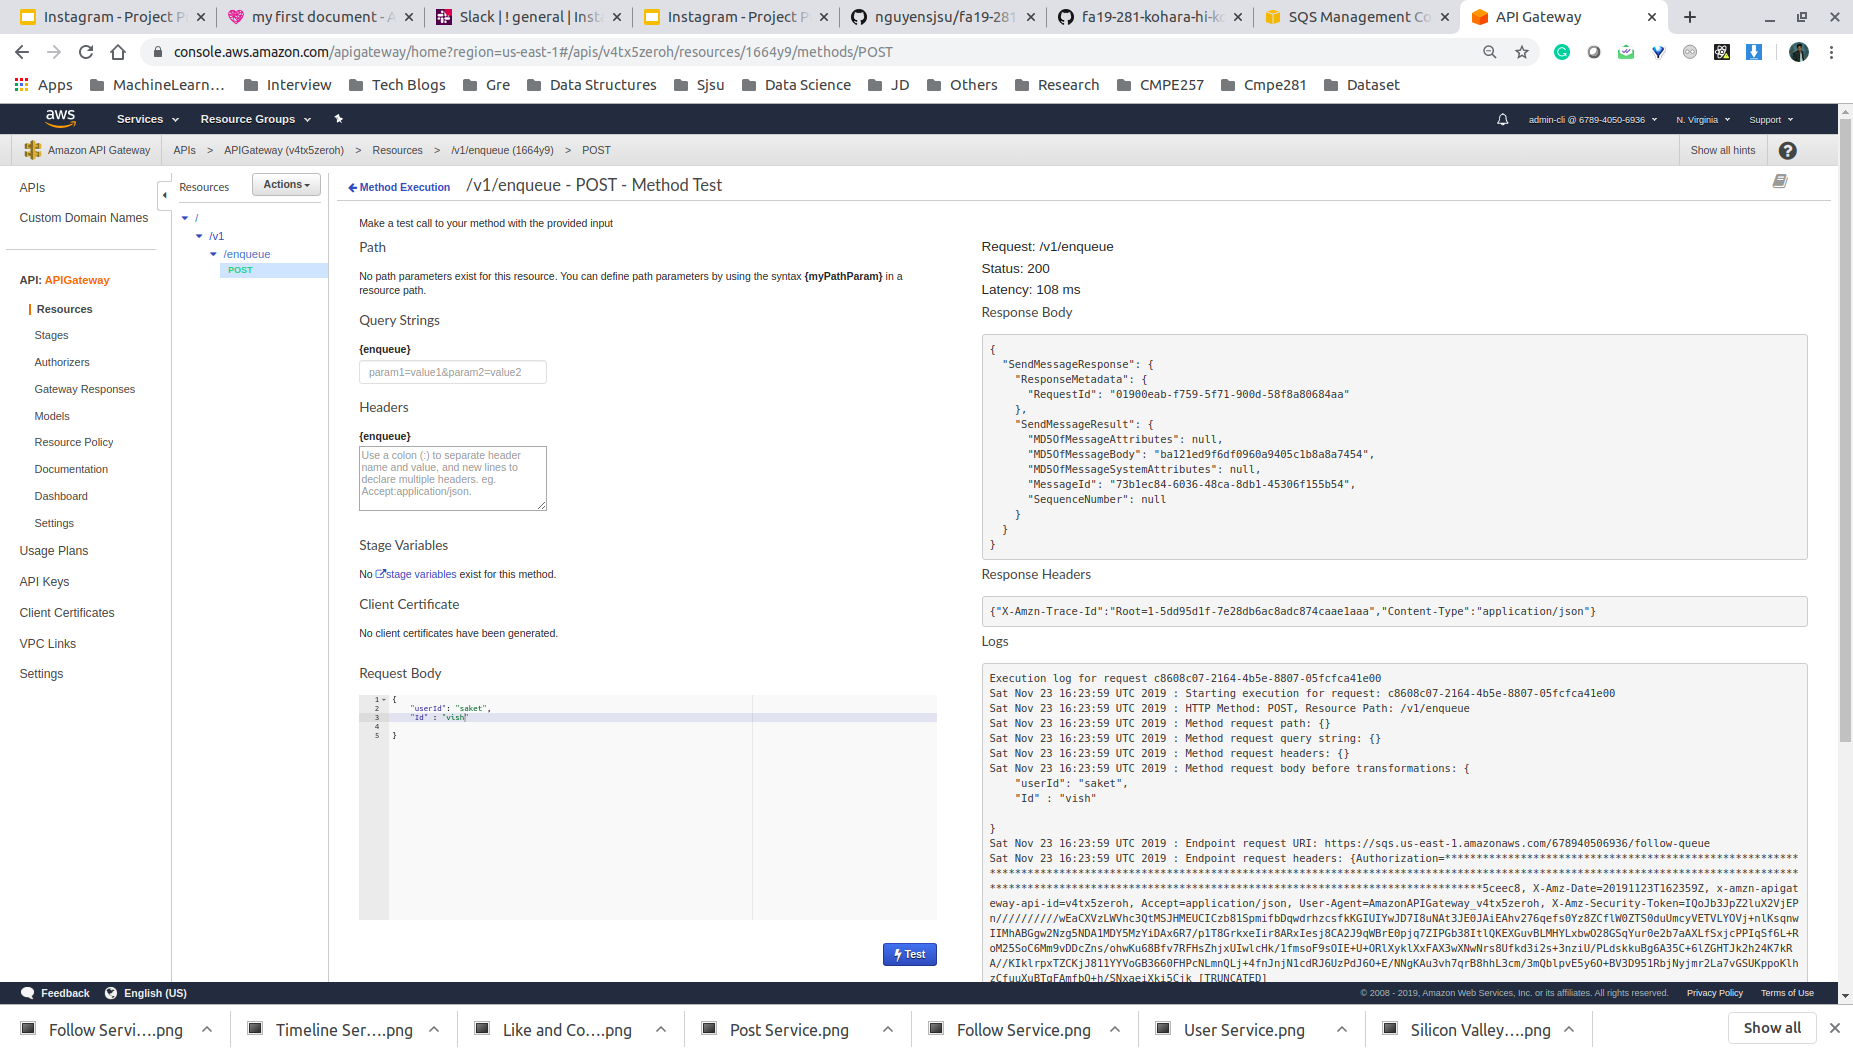 Instagram - Project P
my first document - A
Slack | ! general | Inst
Instagram - Project P
nguyensjsu/fa19-281
fa19-281-kohara-hi-k
SQS Management Co
API Gateway
console.aws.amazon.com/apigateway/home?region=us-east-1#/apis/v4tx5zeroh/resources/1664y9/methods/POST
Apps
MachineLearn...
Interview
Tech Blogs
Gre
Data Structures
Sjsu
Data Science
JD
Others
Research
CMPE257
Cmpe281
Dataset
aws
Services
Resource Groups
admin-cli @ 6789-4050-6936
N. Virginia
Support
Amazon API Gateway
APIs > APIGateway (v4tx5zeroh) > Resources > /v1/enqueue (1664y9) > POST
Show all hints
APIs
Custom Domain Names
API: APIGateway
Resources
Stages
Authorizers
Gateway Responses
Models
Resource Policy
Documentation
Dashboard
Settings
Usage Plans
API Keys
Client Certificates
VPC Links
Settings
Resources
Actions
/
/v1
/enqueue
POST
Method Execution
/v1/enqueue - POST - Method Test
Make a test call to your method with the provided input
Path
No path parameters exist for this resource. You can define path parameters by using the syntax {myPathParam} in a
resource path.
Query Strings
{enqueue}
param1=value1&param2=value2
Headers
{enqueue}
Use a colon (:) to separate header
name and value, and new lines to
declare multiple headers. eg.
Accept:application/json.
Stage Variables
No stage variables exist for this method.
Client Certificate
No client certificates have been generated.
Request Body
1 {
2 "userId": "saket",
3 "Id" : "vish"
4
5 }
Test
Request: /v1/enqueue
Status: 200
Latency: 108 ms
Response Body
{
"SendMessageResponse": {
"ResponseMetadata": {
"RequestId": "01900eab-f759-5f71-900d-58f8a80684aa"
},
"SendMessageResult": {
"MD5OfMessageAttributes": null,
"MD5OfMessageBody": "ba121ed9f6df0960a9405c1b8a8a7454",
"MD5OfMessageSystemAttributes": null,
"MessageId": "73b1ec84-6036-48ca-8db1-45306f155b54",
"SequenceNumber": null
}
}
}
Response Headers
{"X-Amzn-Trace-Id":"Root=1-5dd95d1f-7e28db6ac8adc874caae1aaa","Content-Type":"application/json"}
Logs
Execution log for request c8608c07-2164-4b5e-8807-05fcfca41e00
Sat Nov 23 16:23:59 UTC 2019 : Starting execution for request: c8608c07-2164-4b5e-8807-05fcfca41e00
Sat Nov 23 16:23:59 UTC 2019 : HTTP Method: POST, Resource Path: /v1/enqueue
Sat Nov 23 16:23:59 UTC 2019 : Method request path: {}
Sat Nov 23 16:23:59 UTC 2019 : Method request query string: {}
Sat Nov 23 16:23:59 UTC 2019 : Method request headers: {}
Sat Nov 23 16:23:59 UTC 2019 : Method request body before transformations: {
"userId": "saket",
"Id" : "vish"
}
Sat Nov 23 16:23:59 UTC 2019 : Endpoint request URI: https://sqs.us-east-1.amazonaws.com/678940506936/follow-queue
Sat Nov 23 16:23:59 UTC 2019 : Endpoint request headers: {Authorization=
5ceec8, X-Amz-Date=20191123T162359Z, x-amzn-apigat
eway-api-id=v4tx5zeroh, Accept=application/json, User-Agent=AmazonAPIGateway_v4tx5zeroh, X-Amz-Security-Token=IQoJb3JpZ2luX2VjEP
[TRUNCATED]
Feedback
English (US)
© 2008 - 2019, Amazon Web Services, Inc. or its affiliates. All rights reserved.
Privacy Policy
Terms of Use
Follow Servi....png
Timeline Ser....png
Like and Co....png
Post Service.png
Follow Service.png
User Service.png
Silicon Valley....png
Show all